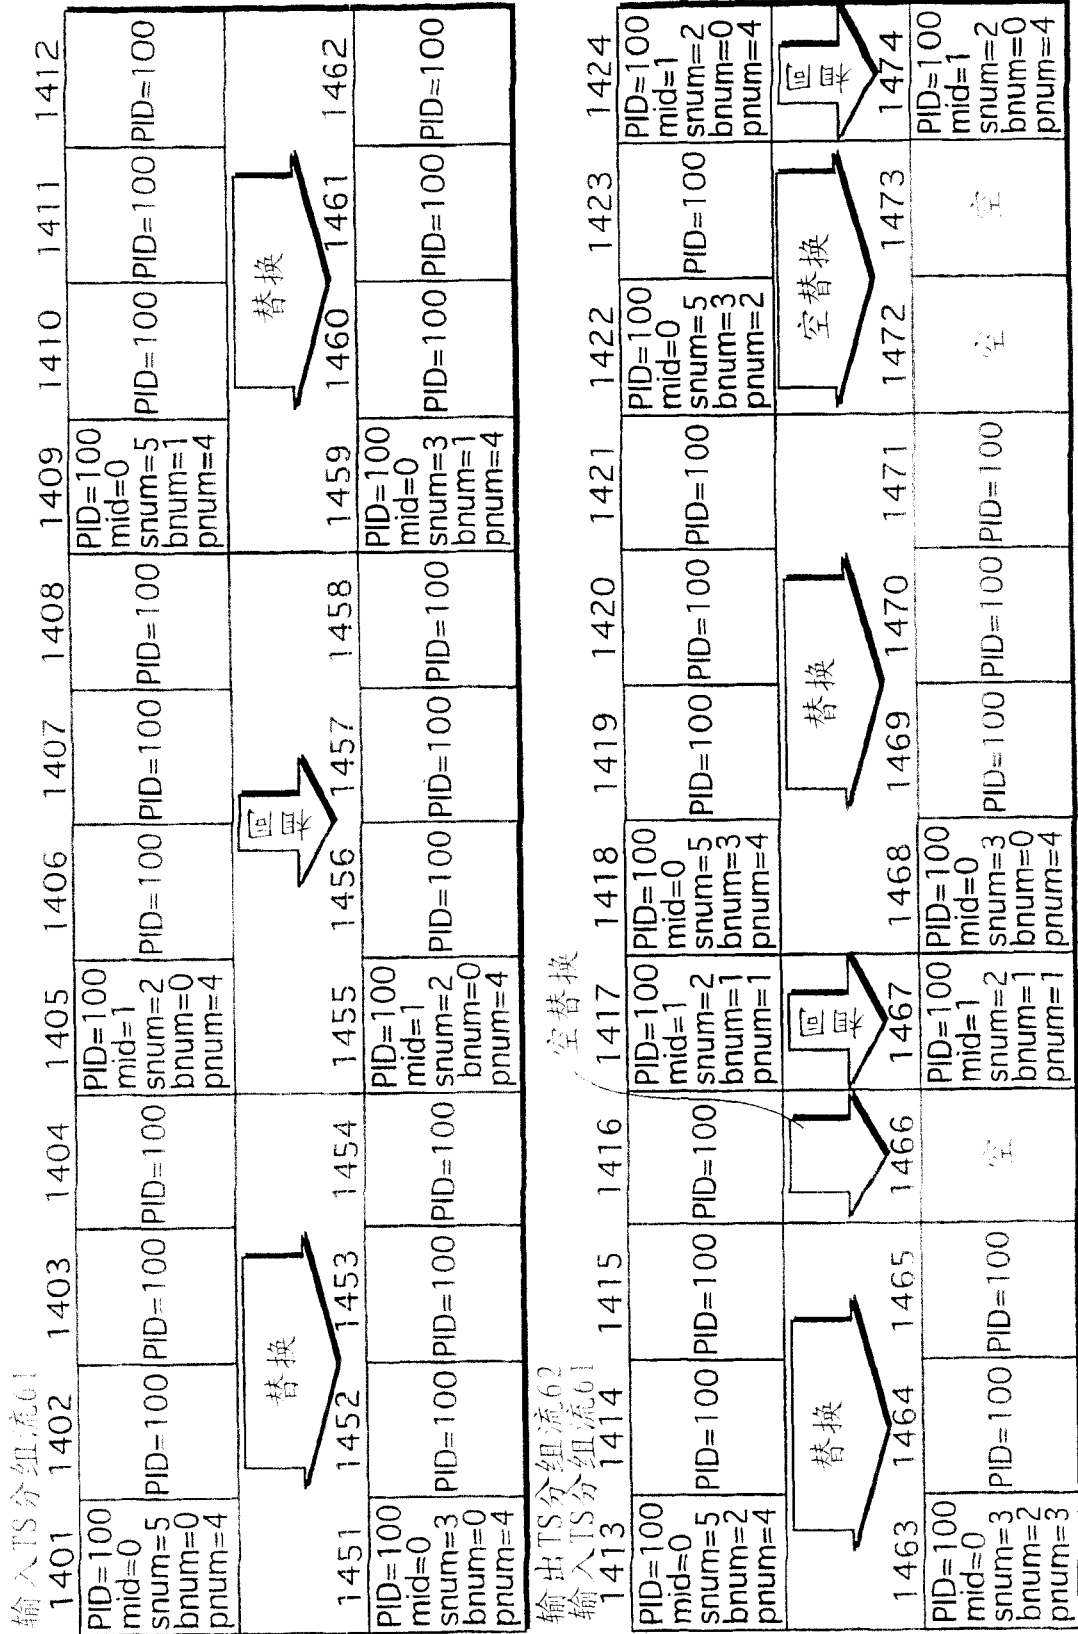 输入TS分组流61
1401 1402 1403 1404 1405 1406 1407 1408 1409 1410 1411 1412
PID=100
mid=0
snum=5
bnum=0
pnum=4
PID=100
PID=100
PID=100
PID=100
mid=1
snum=2
bnum=0
pnum=4
PID=100
PID=100
PID=100
PID=100
mid=0
snum=5
bnum=1
pnum=4
PID=100
PID=100
PID=100
替换
替换
1451 1452 1453 1454 1455 1456 1457 1458 1459 1460 1461 1462
PID=100
mid=0
snum=3
bnum=0
pnum=4
PID=100
PID=100
PID=100
PID=100
mid=1
snum=2
bnum=0
pnum=4
PID=100
PID=100
PID=100
PID=100
mid=0
snum=3
bnum=1
pnum=4
PID=100
PID=100
PID=100
输出TS分组流62
输入TS分组流61
空替换
1413 1414 1415 1416 1417 1418 1419 1420 1421 1422 1423 1424
PID=100
mid=0
snum=5
bnum=2
pnum=4
PID=100
PID=100
PID=100
PID=100
mid=1
snum=2
bnum=1
pnum=1
PID=100
mid=0
snum=5
bnum=3
pnum=4
PID=100
PID=100
PID=100
PID=100
mid=0
snum=5
bnum=3
pnum=2
PID=100
PID=100
mid=1
snum=2
bnum=0
pnum=4
替换
替换
空替换
1463 1464 1465 1466 1467 1468 1469 1470 1471 1472 1473 1474
PID=100
mid=0
snum=3
bnum=2
pnum=3
PID=100
PID=100
空
PID=100
mid=1
snum=2
bnum=1
pnum=1
PID=100
mid=0
snum=3
bnum=0
pnum=4
PID=100
PID=100
PID=100
空
空
PID=100
mid=1
snum=2
bnum=0
pnum=4